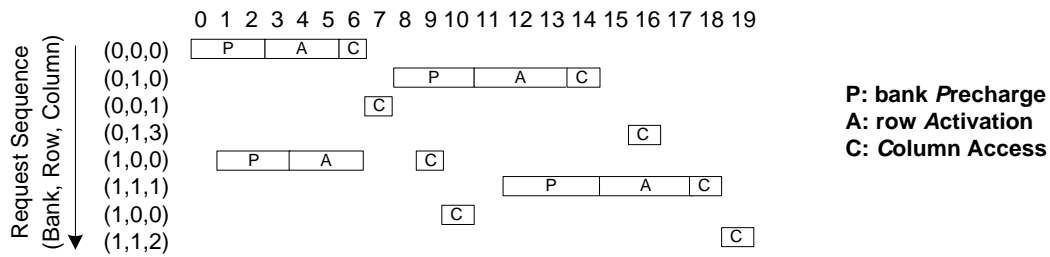 0 1 2 3 4 5 6 7 8 9 10 11 12 13 14 15 16 17 18 19
Request Sequence
(Bank, Row, Column)
(0,0,0) P A C
(0,1,0) P A C
(0,0,1) C
(0,1,3) C
(1,0,0) P A C
(1,1,1) P A C
(1,0,0) C
(1,1,2) C
P: bank Precharge
A: row Activation
C: Column Access